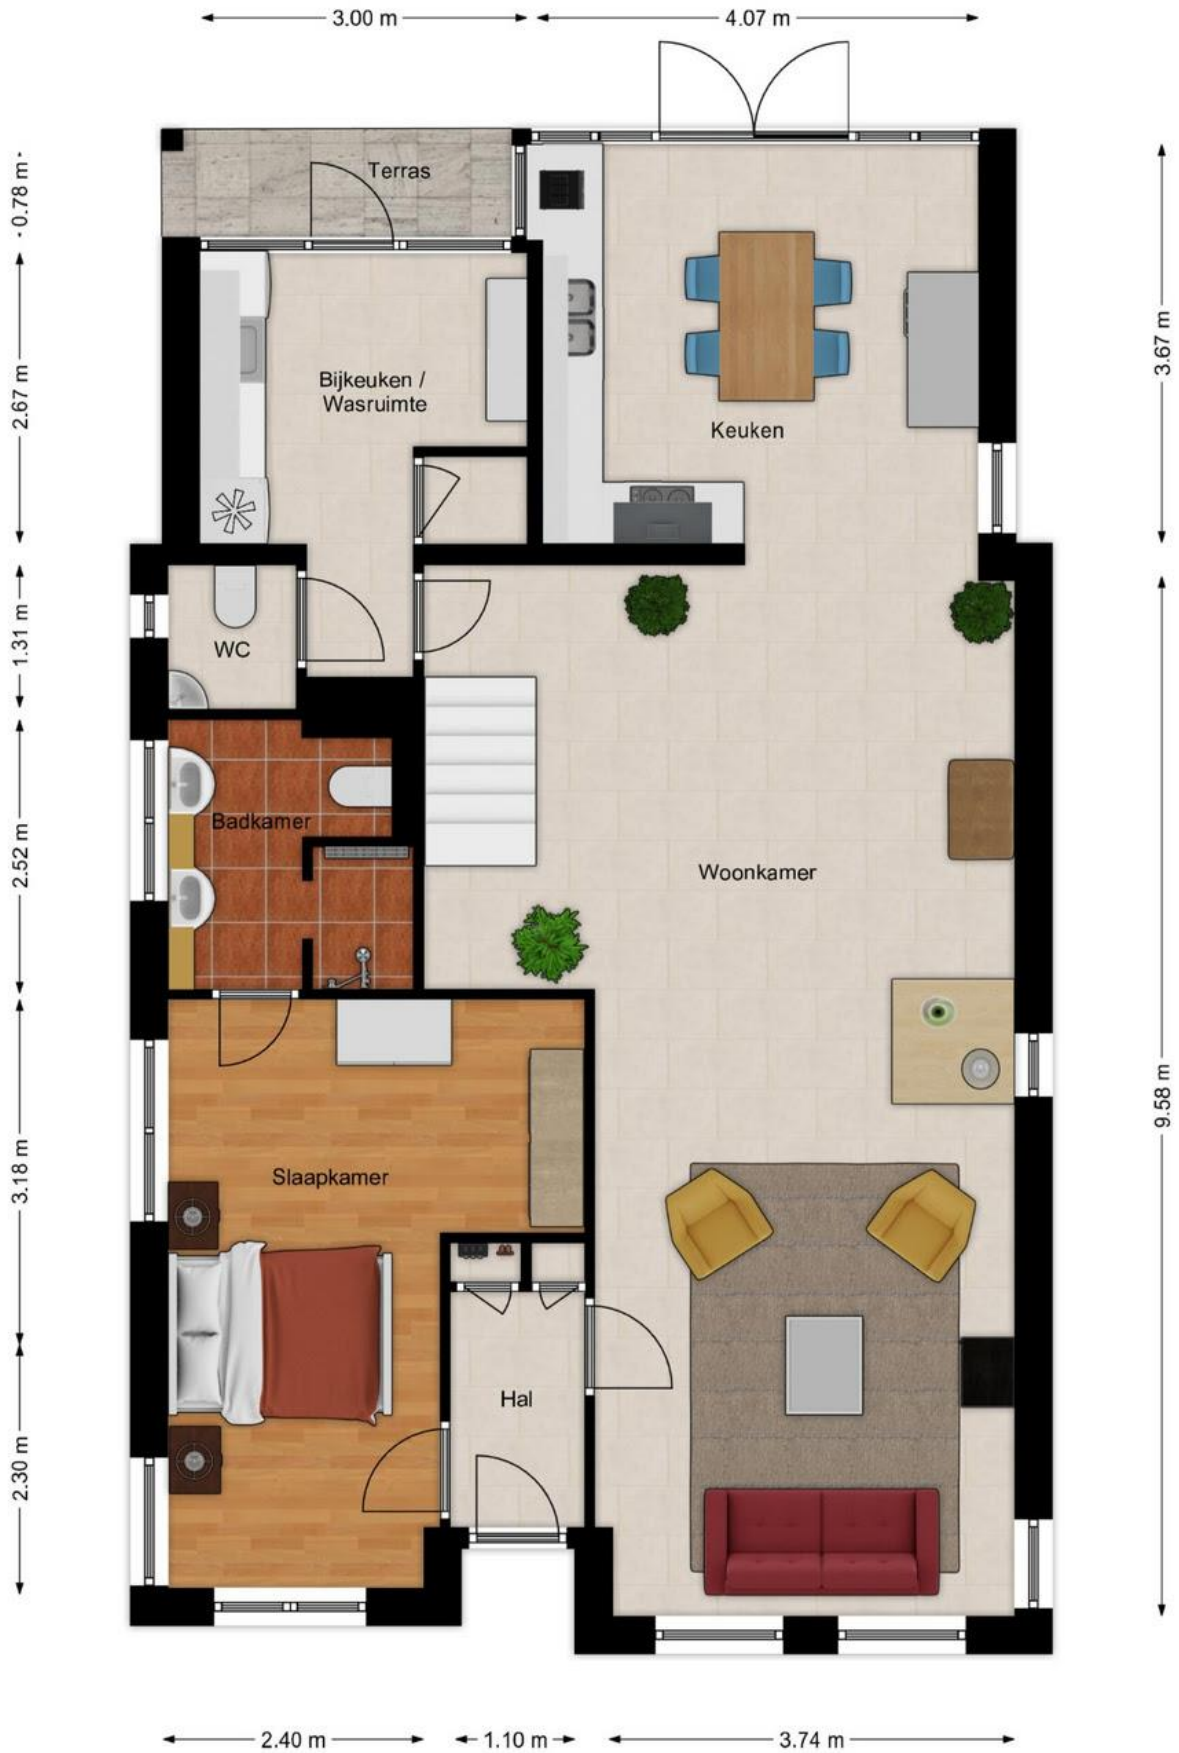 3.00 m
4.07 m
0.78 m
Terras
2.67 m
3.67 m
Bijkeuken /
Wasruimte
Keuken
1.31 m
WC
2.52 m
Badkamer
Woonkamer
9.58 m
3.18 m
Slaapkamer
Hal
2.30 m
2.40 m
1.10 m
3.74 m